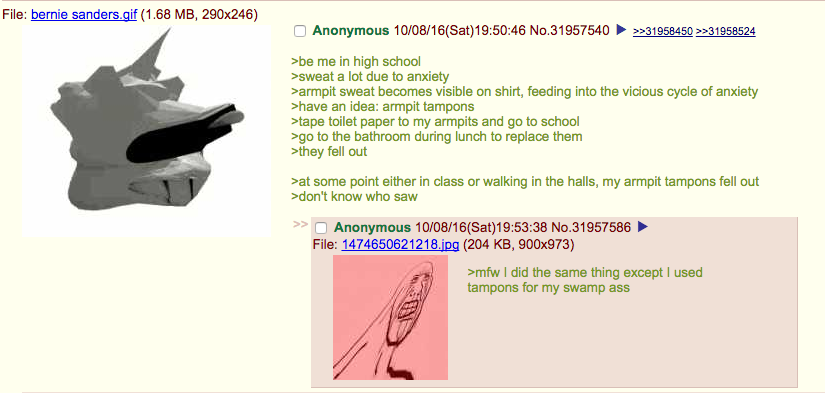 File: bernie sanders.gif (1.68 MB, 290x246)
Anonymous 10/08/16(Sat)19:50:46 No.31957540 ▶ >>31958450 >>31958524
>be me in high school
>sweat a lot due to anxiety
>armpit sweat becomes visible on shirt, feeding into the vicious cycle of anxiety
>have an idea: armpit tampons
>tape toilet paper to my armpits and go to school
>go to the bathroom during lunch to replace them
>they fell out
>at some point either in class or walking in the halls, my armpit tampons fell out
>don't know who saw
>> Anonymous 10/08/16(Sat)19:53:38 No.31957586 ▶
File: 1474650621218.jpg (204 KB, 900x973)
>mfw I did the same thing except I used
tampons for my swamp ass